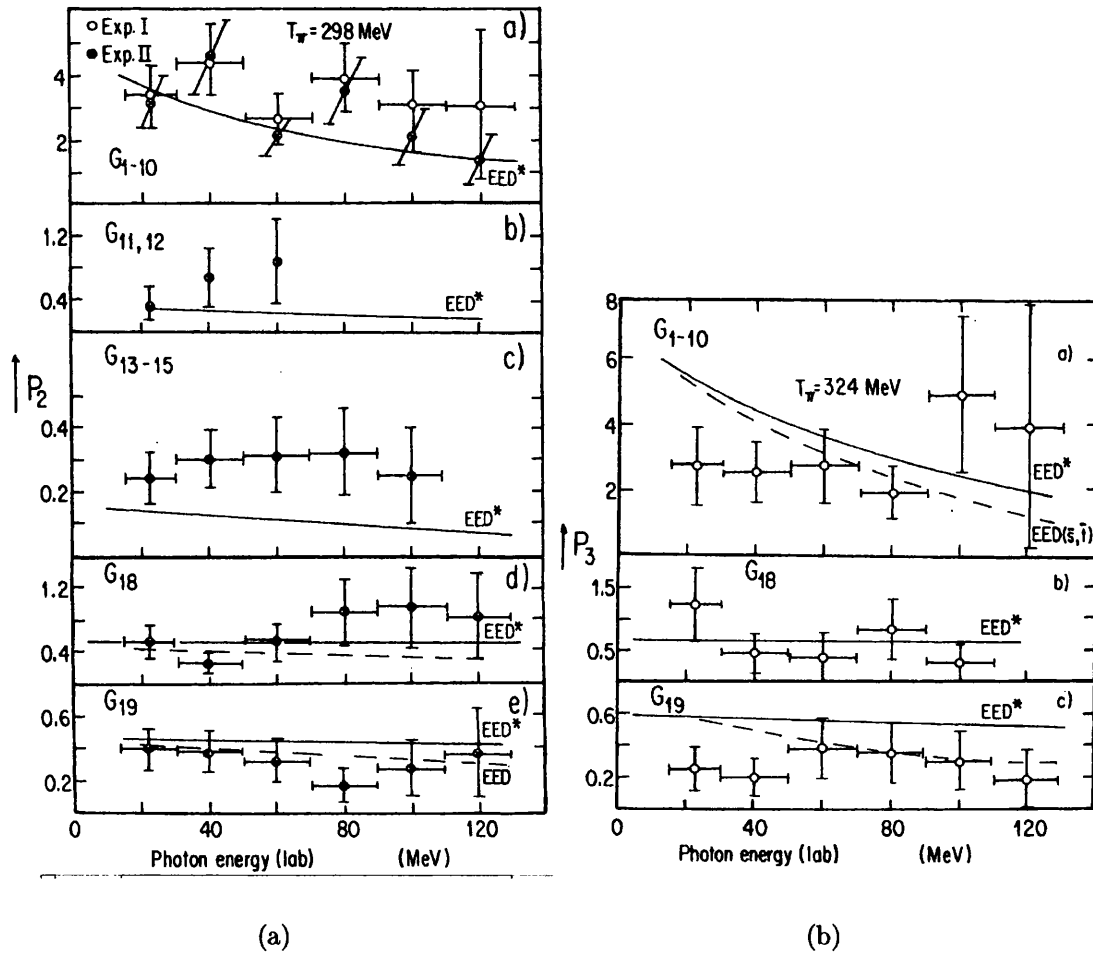 Exp. I
Exp. II
Tπ = 298 MeV
a)
4
2
G1-10
EED*
b)
G11,12
1.2
0.4
EED*
c)
G13-15
P2
0.4
0.2
EED*
d)
G18
1.2
0.4
EED*
e)
G19
0.4
0.2
EED*
EED
0 40 80 120
Photon energy (lab) (MeV)
(a)
8
6
4
2
G1-10
a)
Tπ = 324 MeV
EED*
EED(s̄,t̄)
P3
G18
b)
1.5
0.5
EED*
G19
c)
0.6
0.2
EED*
0 40 80 120
Photon energy (lab) (MeV)
(b)